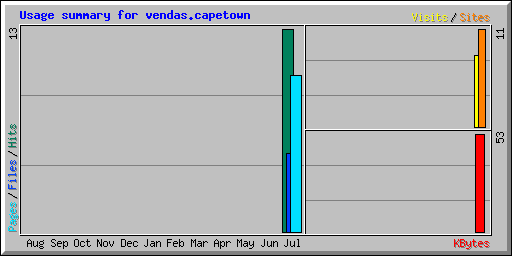 Usage summary for vendas.capetown
Visits/Sites
13
11
Pages/Files/Hits
53
Aug Sep Oct Nov Dec Jan Feb Mar Apr May Jun Jul
KBytes